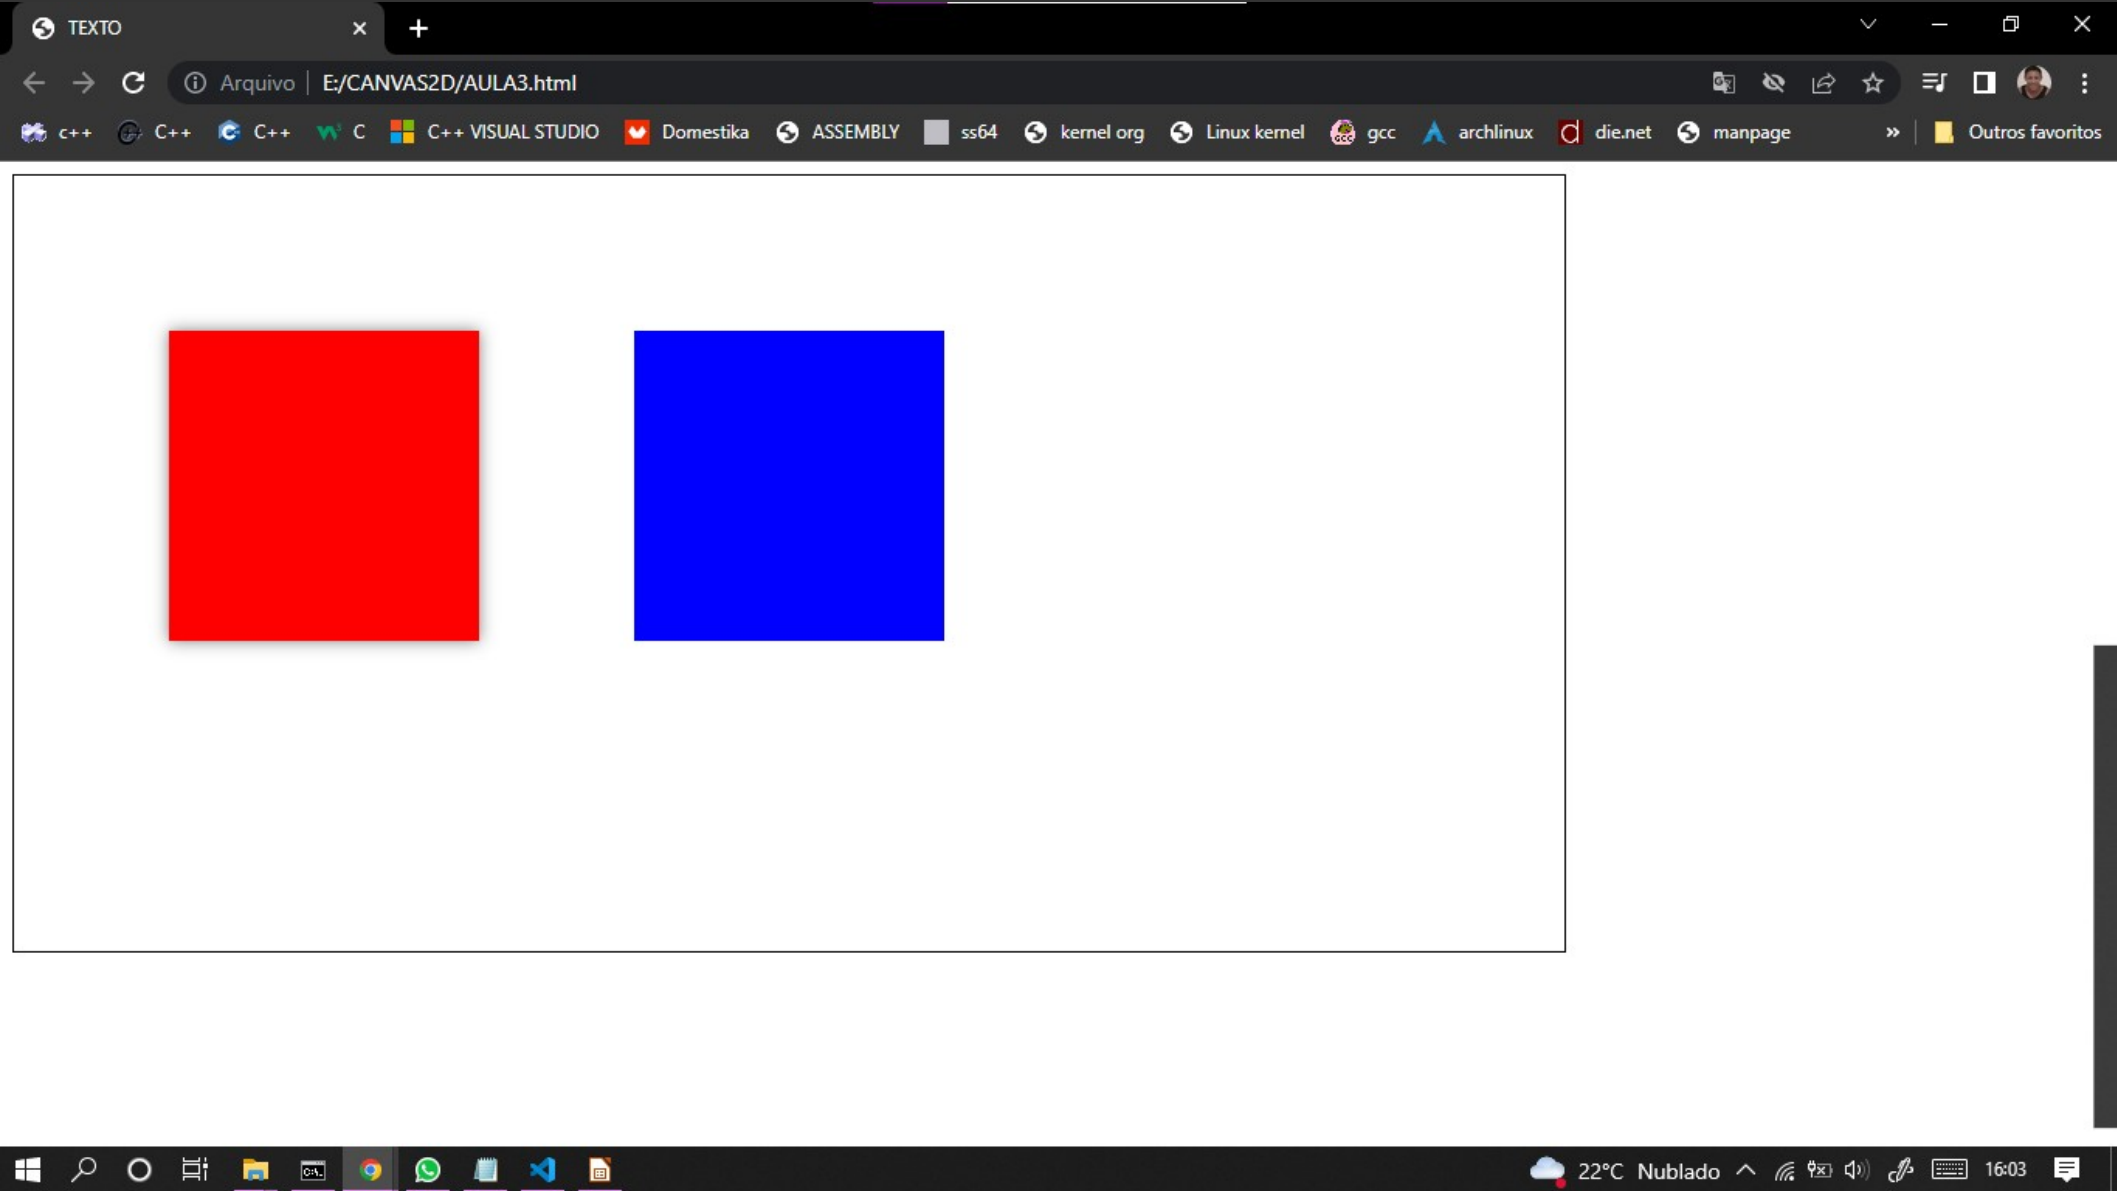 TEXTO
Arquivo E:/CANVAS2D/AULA3.html
c++ C++ C++ C C++ VISUAL STUDIO Domestika ASSEMBLY ss64 kernel org Linux kernel gcc archlinux die.net manpage » Outros favoritos
22°C Nublado 16:03